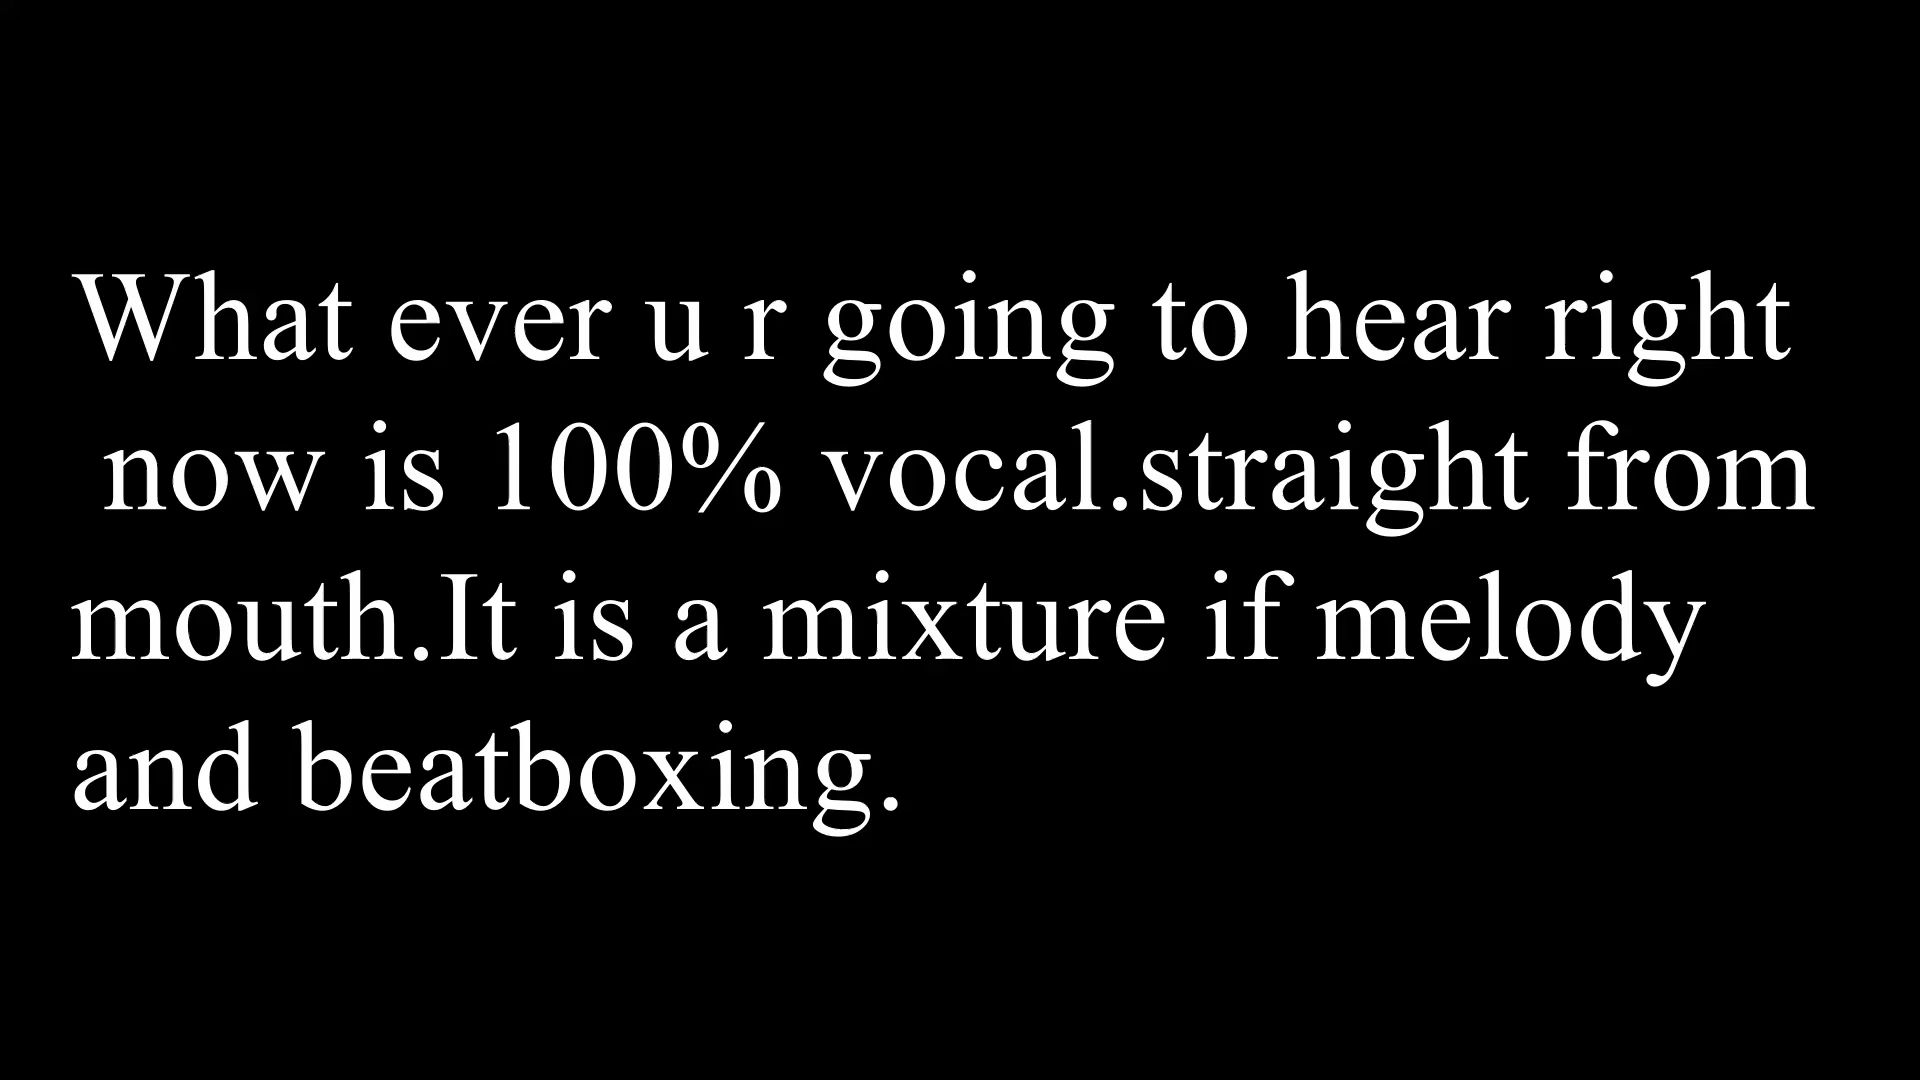 What ever u r going to hear right
now is 100% vocal.straight from
mouth.It is a mixture if melody
and beatboxing.